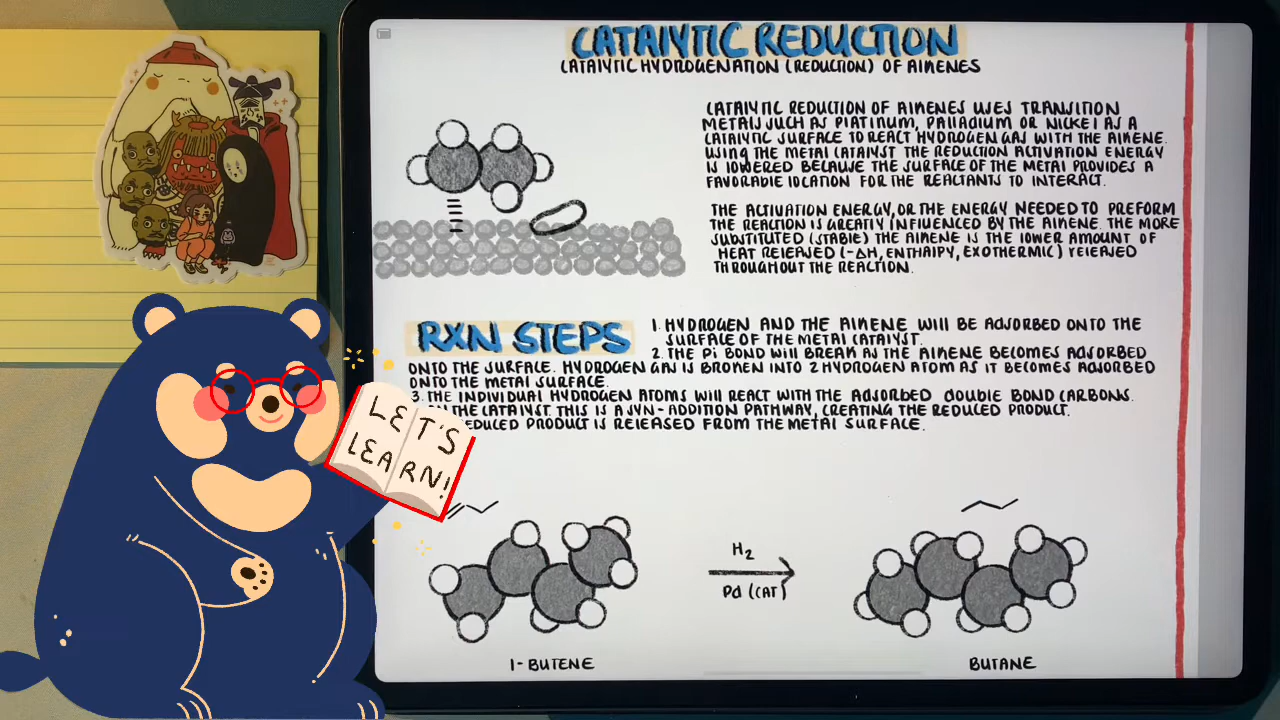 CATALYTIC REDUCTION
CATALYTIC HYDROGENATION (REDUCTION) OF ALKENES
CATALYTIC REDUCTION OF ALKENES USES TRANSITION
METALS SUCH AS PLATINUM, PALLADIUM OR NICKEL AS A
CATALYTIC SURFACE TO REACT HYDROGEN GAS WITH THE ALKENE.
USING THE METAL CATALYST THE REDUCTION ACTIVATION ENERGY
IS LOWERED BECAUSE THE SURFACE OF THE METAL PROVIDES A
FAVORABLE LOCATION FOR THE REACTANTS TO INTERACT.
THE ACTIVATION ENERGY, OR THE ENERGY NEEDED TO PREFORM
THE REACTION IS GREATLY INFLUENCED BY THE ALKENE. THE MORE
SUBSTITUTED (STABLE) THE ALKENE IS THE LOWER AMOUNT OF
HEAT RELEASED (-ΔH, ENTHALPY, EXOTHERMIC) RELEASED
THROUGHOUT THE REACTION.
RXN STEPS
1. HYDROGEN AND THE ALKENE WILL BE ADSORBED ONTO THE
SURFACE OF THE METAL CATALYST.
2. THE Pi BOND WILL BREAK AS THE ALKENE BECOMES ADSORBED
ONTO THE SURFACE. HYDROGEN GAS IS BROKEN INTO 2 HYDROGEN ATOM AS IT BECOMES ADSORBED
ONTO THE METAL SURFACE.
3. THE INDIVIDUAL HYDROGEN ATOMS WILL REACT WITH THE ADSORBED DOUBLE BOND CARBONS.
THE CATALYST. THIS IS A SYN-ADDITION PATHWAY, CREATING THE REDUCED PRODUCT.
PRODUCT IS RELEASED FROM THE METAL SURFACE.
LET'S
LEARN!
H2
Pd (CAT)
1-BUTENE
BUTANE